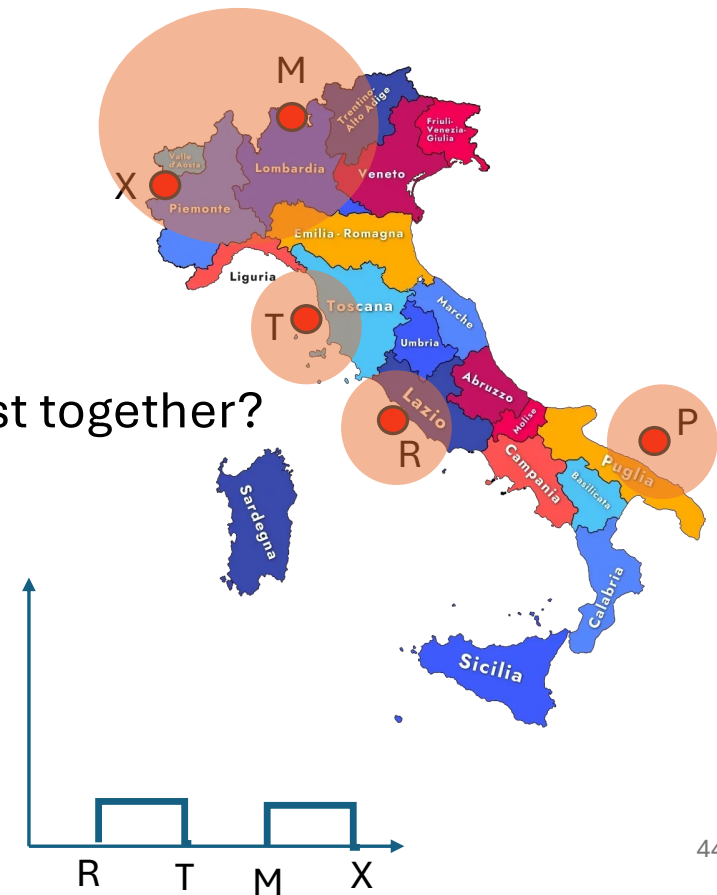 M
Trentino-
Alto Adige
Friuli-
Venezia-
Giulia
Valle
d'Aosta
Lombardia
Veneto
X
Piemonte
Emilia-Romagna
Liguria
T
Toscana
Marche
Umbria
st together?
Lazio
Abruzzo
Molise
R
P
Campania
Puglia
Basilicata
Sardegna
Calabria
Sicilia
R T M X
44